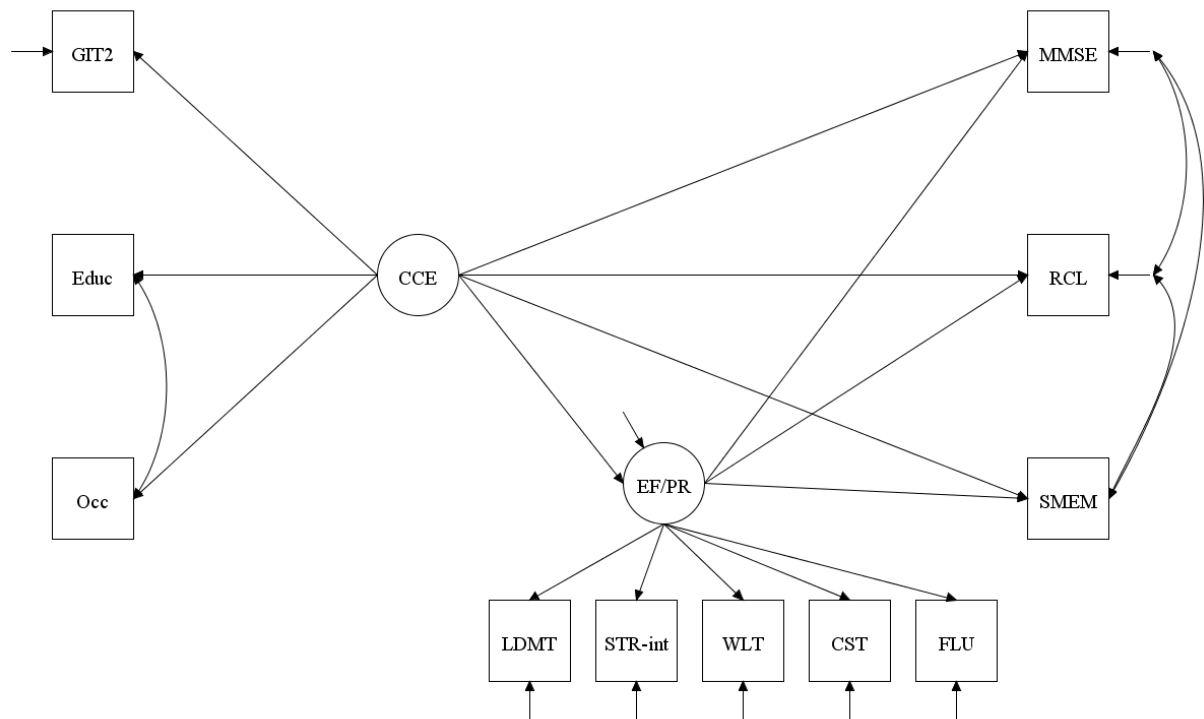 GIT2
MMSE
Educ
CCE
RCL
Occ
EF/PR
SMEM
LDMT
STR-int
WLT
CST
FLU